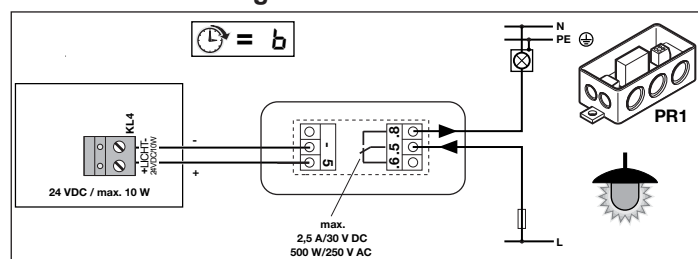 = b
N
PE
PR1
KL4
+LICHT-
24VDC/10W
-
+
24 VDC / max. 10 W
-
5
.8
.5
.6
max.
2,5 A/30 V DC
500 W/250 V AC
L